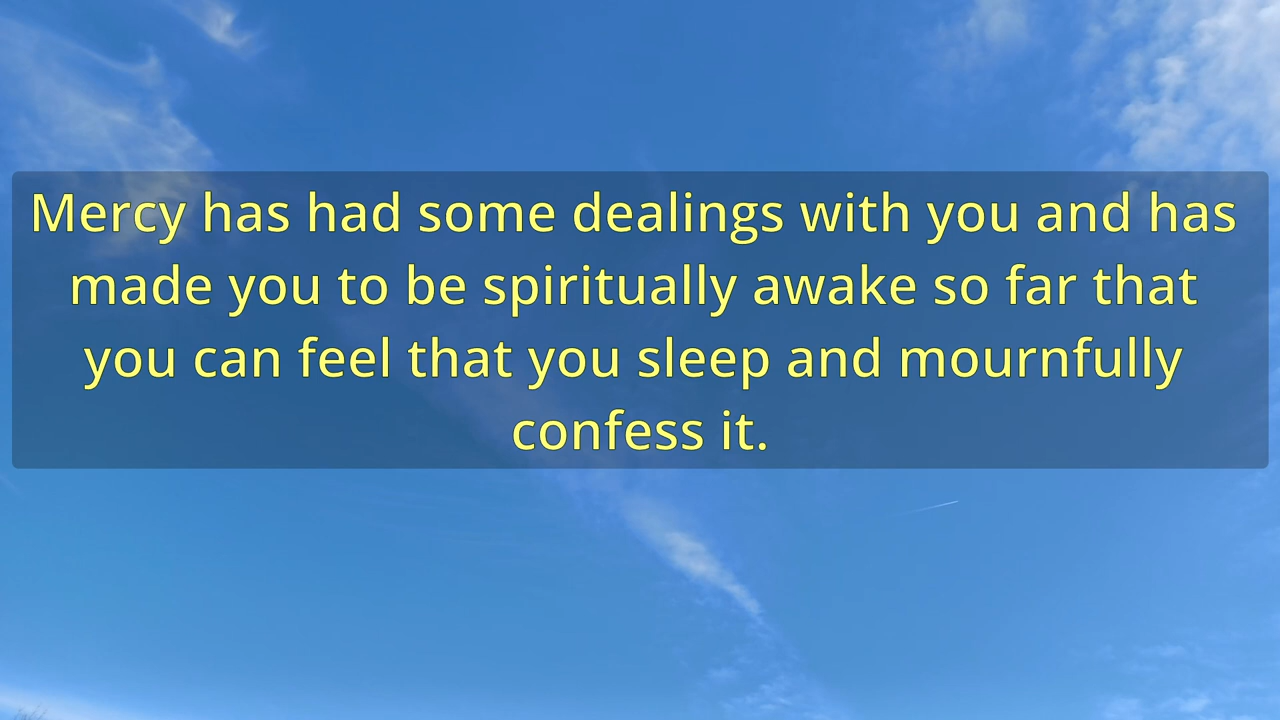 Mercy has had some dealings with you and has
made you to be spiritually awake so far that
you can feel that you sleep and mournfully
confess it.